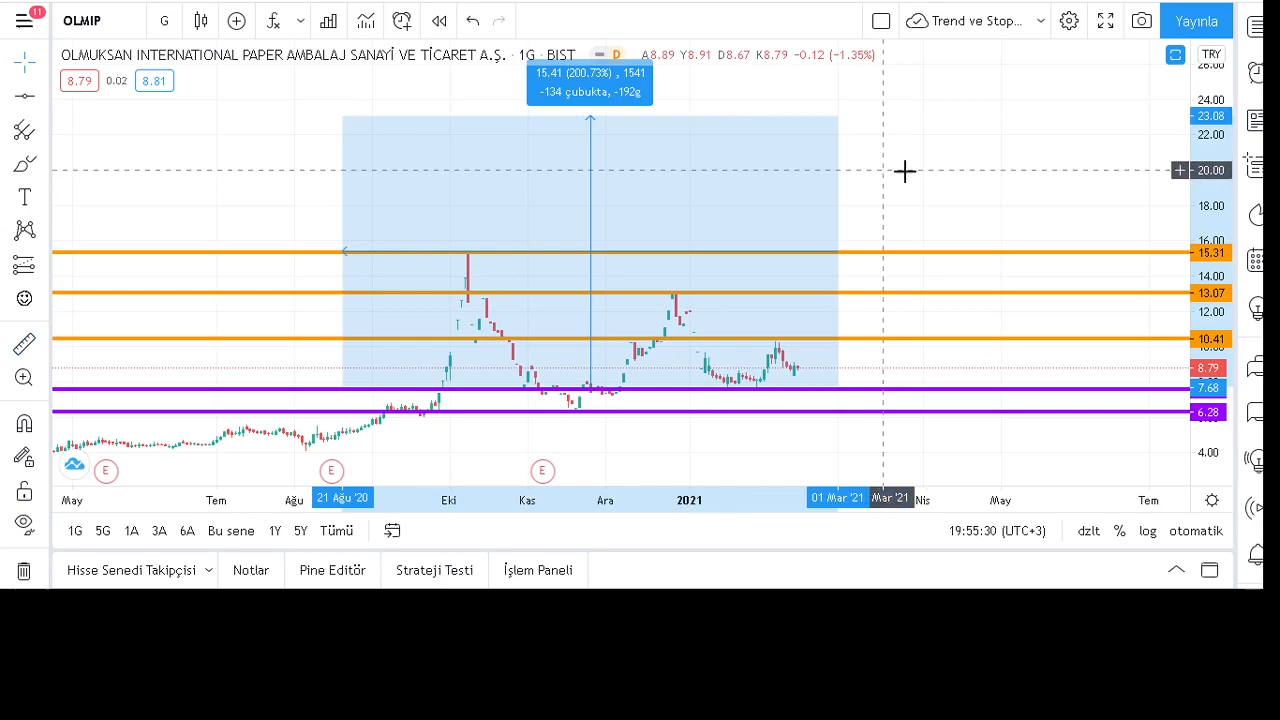 11
OLMIP
G
Trend ve Stop...
Yayınla
OLMUKSAN INTERNATIONAL PAPER AMBALAJ SANAYİ VE TİCARET A.Ş. · 1G · BIST
D
A8.89 Y8.91 D8.67 K8.79 -0.12 (-1.35%)
TRY
8.79 0.02 8.81
15.41 (200.73%) , 1541
-134 çubukta, -192g
26.00
24.00
23.08
22.00
20.00
18.00
16.00
15.31
14.00
13.07
12.00
10.41
8.79
7.68
6.28
4.00
E E E
May Tem Ağu 21 Ağu '20 Eki Kas Ara 2021 01 Mar '21 Mar '21 Nis May Tem
1G 5G 1A 3A 6A Bu sene 1Y 5Y Tümü
19:55:30 (UTC+3) dzlt % log otomatik
Hisse Senedi Takipçisi Notlar Pine Editör Strateji Testi İşlem Paneli